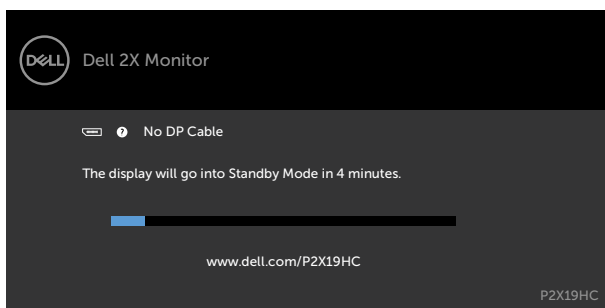 DELL
Dell 2X Monitor
? No DP Cable
The display will go into Standby Mode in 4 minutes.
www.dell.com/P2X19HC
P2X19HC